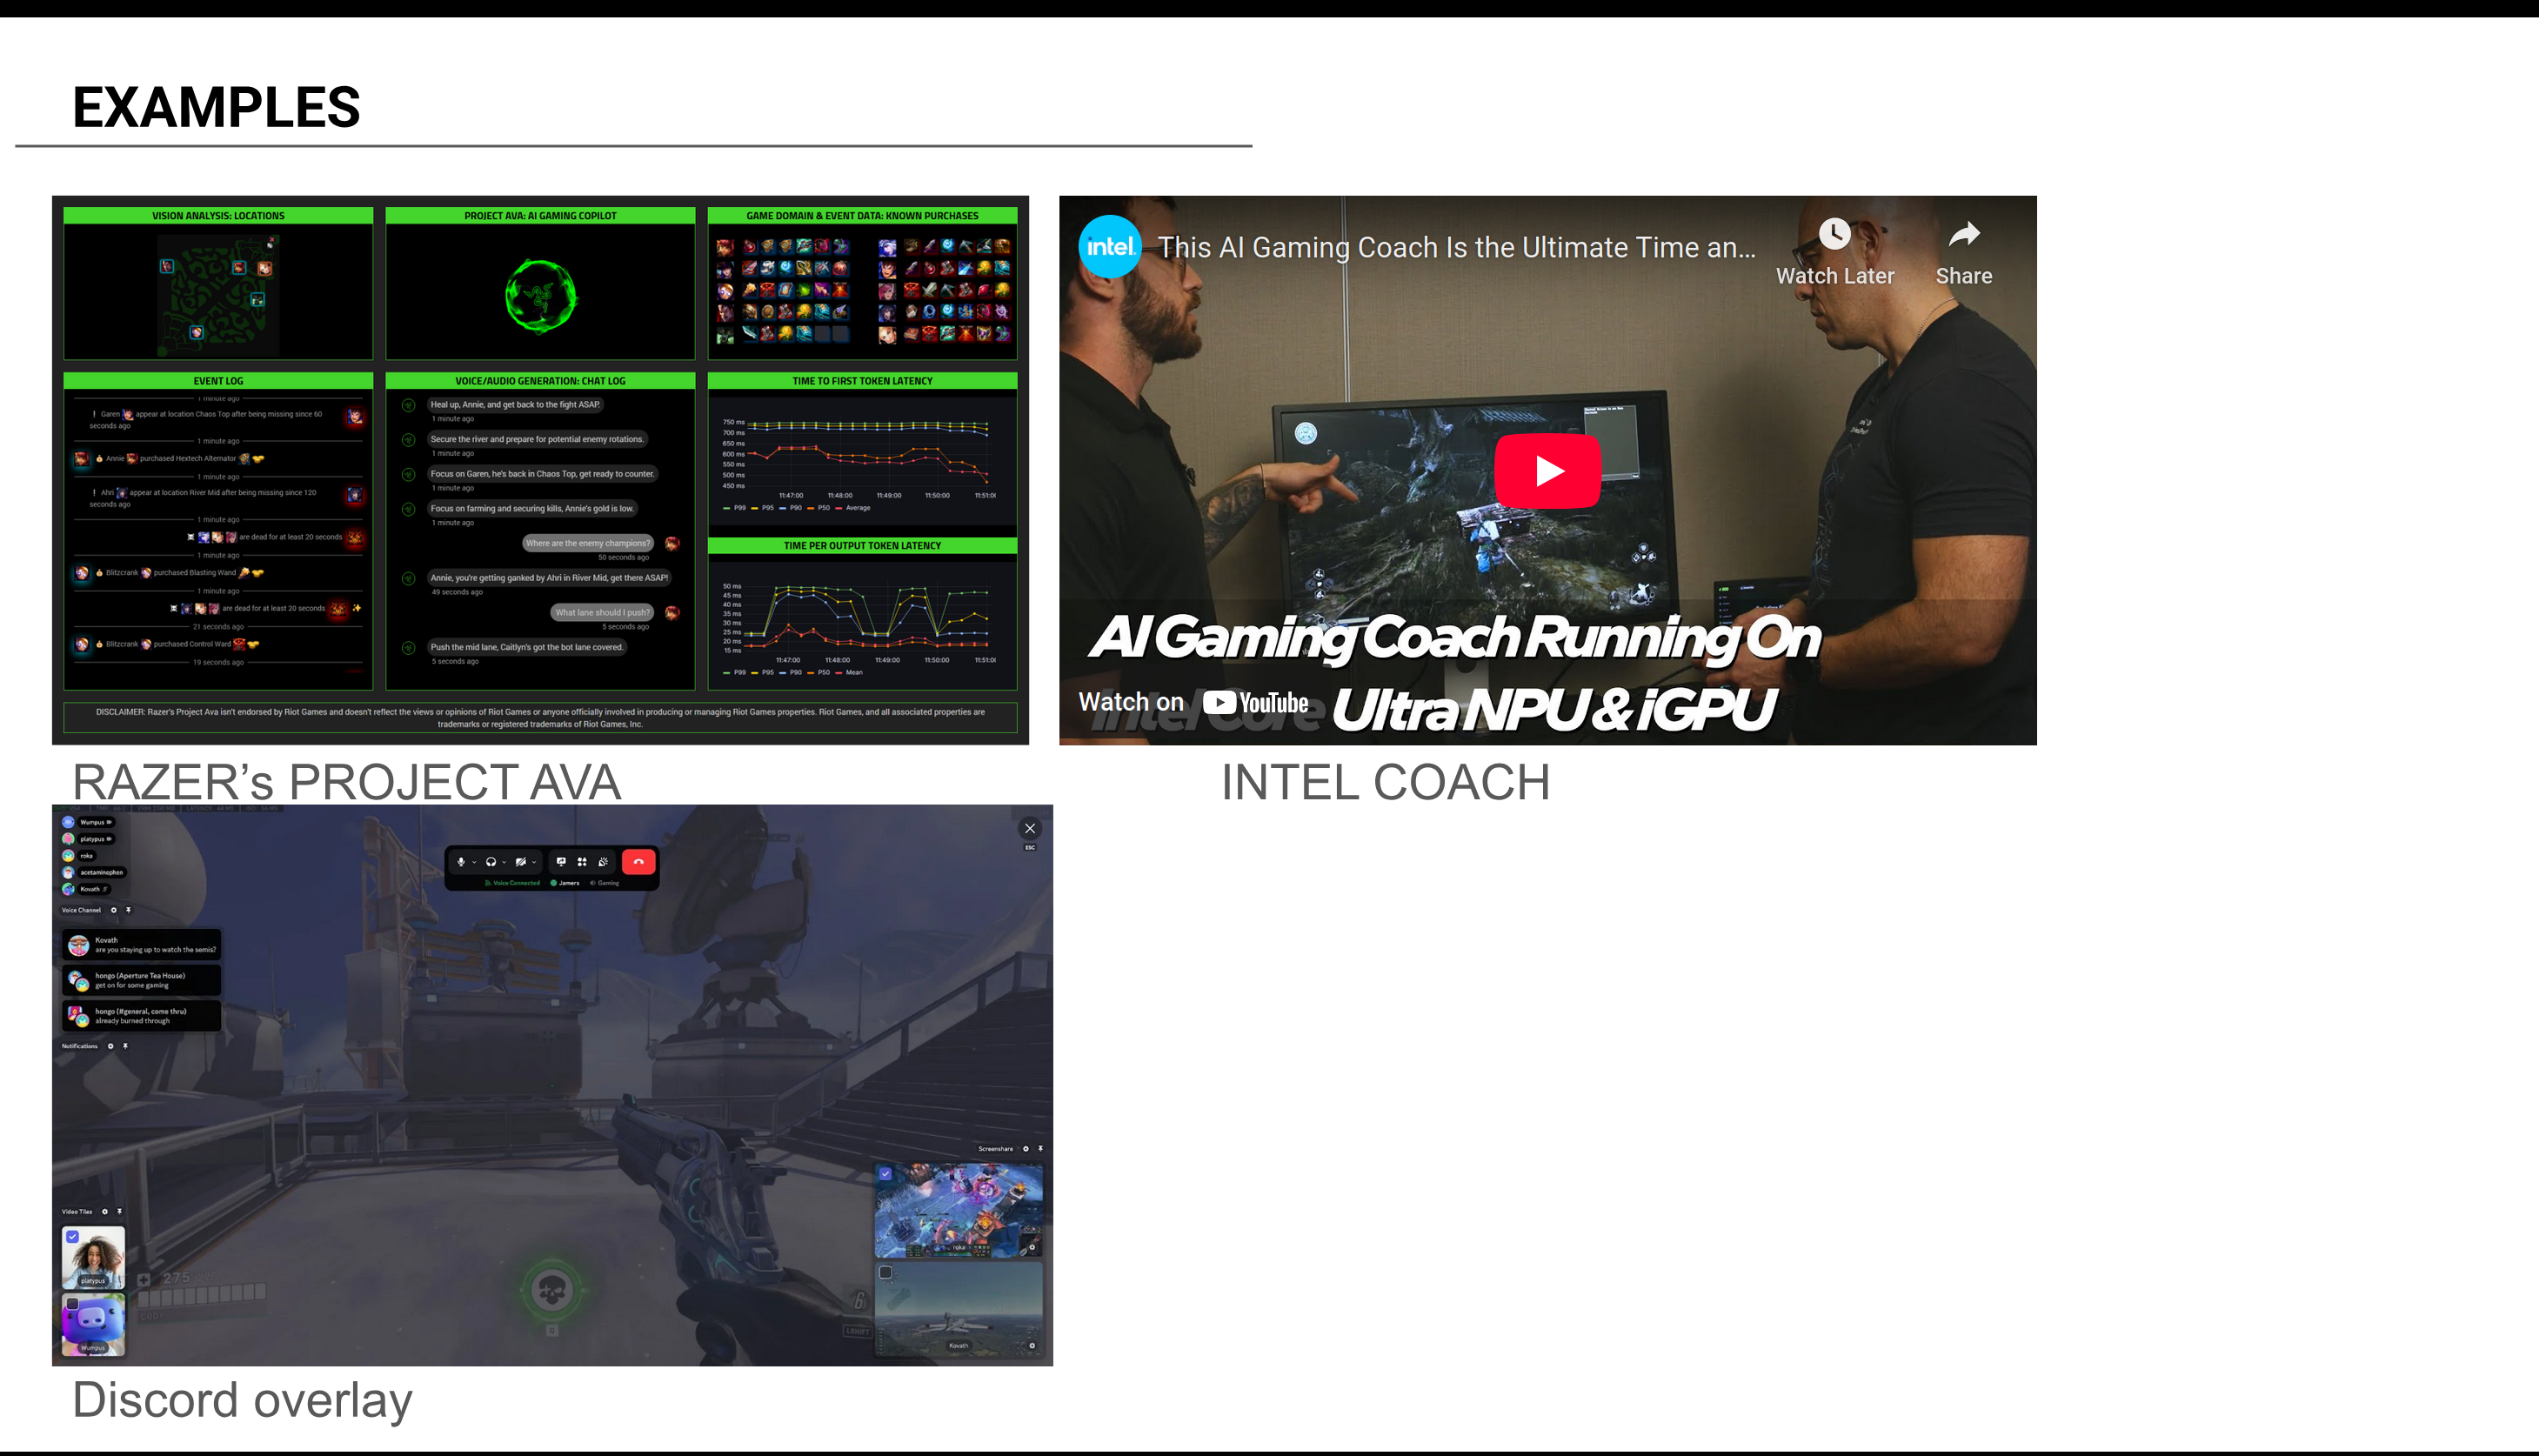 EXAMPLES
VISION ANALYSIS: LOCATIONS
PROJECT AVA: AI GAMING COPILOT
GAME DOMAIN & EVENT DATA: KNOWN PURCHASES
EVENT LOG
1 minute ago
! Garen appear at location Chaos Top after being missing since 60
seconds ago
1 minute ago
Annie purchased Hextech Alternator
1 minute ago
! Ahri appear at location River Mid after being missing since 120
seconds ago
1 minute ago
are dead for at least 20 seconds
1 minute ago
Blitzcrank purchased Blasting Wand
1 minute ago
are dead for at least 20 seconds
21 seconds ago
Blitzcrank purchased Control Ward
19 seconds ago
VOICE/AUDIO GENERATION: CHAT LOG
Heal up, Annie, and get back to the fight ASAP.
1 minute ago
Secure the river and prepare for potential enemy rotations.
1 minute ago
Focus on Garen, he's back in Chaos Top, get ready to counter.
1 minute ago
Focus on farming and securing kills, Annie's gold is low.
1 minute ago
Where are the enemy champions?
50 seconds ago
Annie, you're getting ganked by Ahri in River Mid, get there ASAP!
49 seconds ago
What lane should I push?
5 seconds ago
Push the mid lane, Caitlyn's got the bot lane covered.
5 seconds ago
TIME TO FIRST TOKEN LATENCY
750 ms
700 ms
650 ms
600 ms
550 ms
500 ms
450 ms
11:47:00 11:48:00 11:49:00 11:50:00 11:51:0
P99 P95 P90 P50 Average
TIME PER OUTPUT TOKEN LATENCY
50 ms
45 ms
40 ms
35 ms
30 ms
25 ms
20 ms
15 ms
11:47:00 11:48:00 11:49:00 11:50:00 11:51:0
P99 P95 P90 P50 Mean
DISCLAIMER: Razer's Project Ava isn't endorsed by Riot Games and doesn't reflect the views or opinions of Riot Games or anyone officially involved in producing or managing Riot Games properties. Riot Games, and all associated properties are
trademarks or registered trademarks of Riot Games, Inc.
intel.
This AI Gaming Coach Is the Ultimate Time an...
Watch Later
Share
AI Gaming Coach Running On
Intel Core Ultra NPU & iGPU
Watch on YouTube
RAZER's PROJECT AVA
INTEL COACH
Wumpus
platypus
roka
acetaminophen
Kovath
Voice Channel
Voice Connected Jamers Gaming
ESC
Kovath
are you staying up to watch the semis?
hongo (Aperture Tea House)
get on for some gaming
hongo (#general, come thru)
already burned through
Notifications
Screenshare
Video Tiles
platypus
Wumpus
275
Q
6
LSHIFT
roka
Kovath
Discord overlay